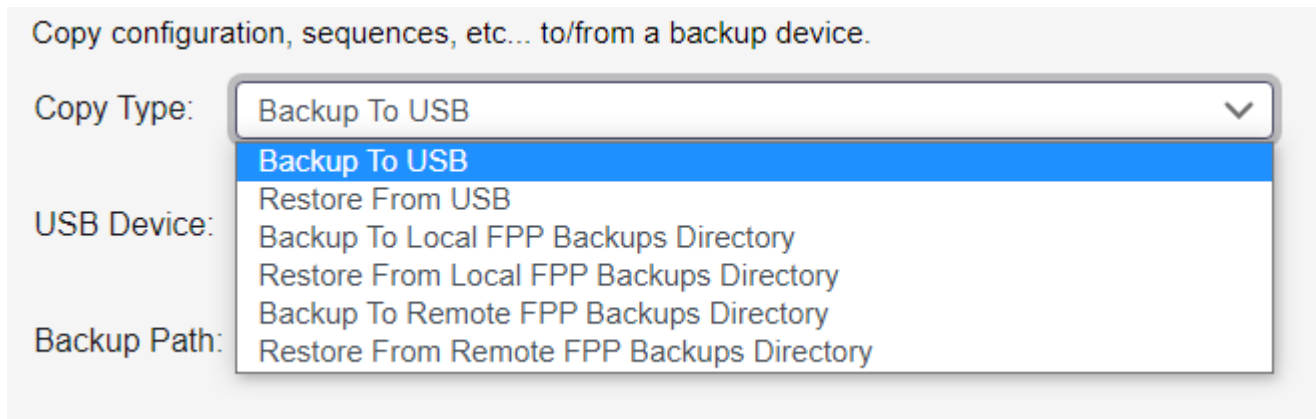 Copy configuration, sequences, etc... to/from a backup device.
Copy Type:
Backup To USB
Backup To USB
Restore From USB
USB Device:
Backup To Local FPP Backups Directory
Restore From Local FPP Backups Directory
Backup To Remote FPP Backups Directory
Backup Path:
Restore From Remote FPP Backups Directory